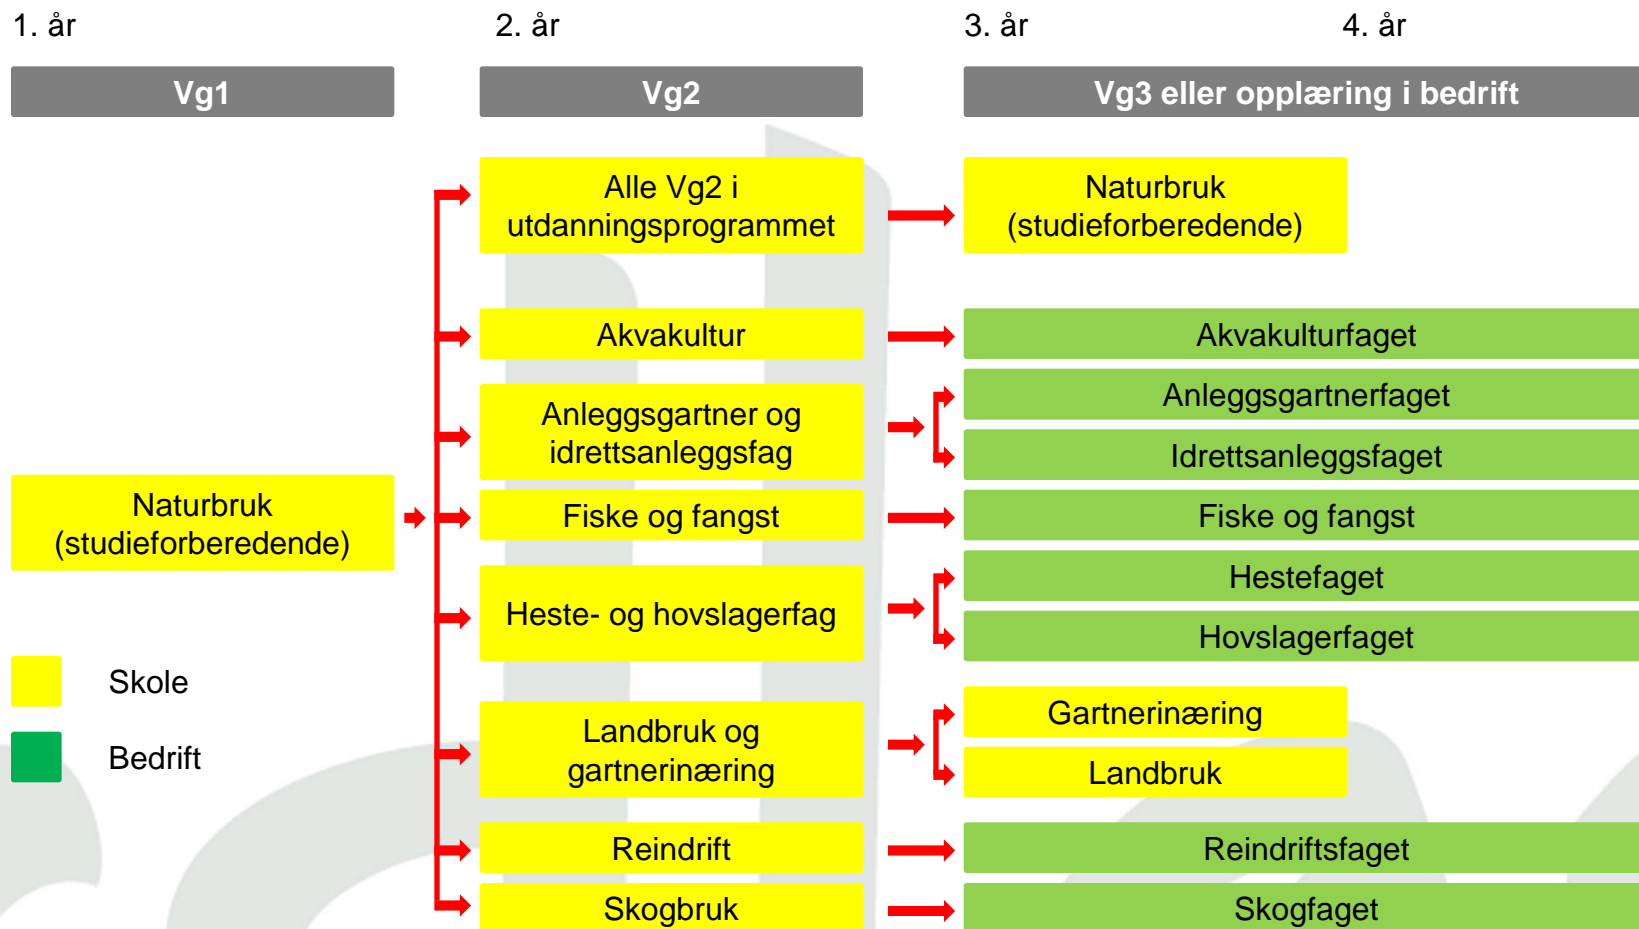 1. år
2. år
3. år
4. år
Vg1
Vg2
Vg3 eller opplæring i bedrift
Alle Vg2 i
utdanningsprogrammet
Naturbruk
(studieforberedende)
Akvakultur
Akvakulturfaget
Anleggsgartner og
idrettsanleggsfag
Anleggsgartnerfaget
Idrettsanleggsfaget
Naturbruk
(studieforberedende)
Fiske og fangst
Fiske og fangst
Heste- og hovslagerfag
Hestefaget
Hovslagerfaget
Skole
Bedrift
Landbruk og
gartnerinæring
Gartnerinæring
Landbruk
Reindrift
Reindriftsfaget
Skogbruk
Skogfaget